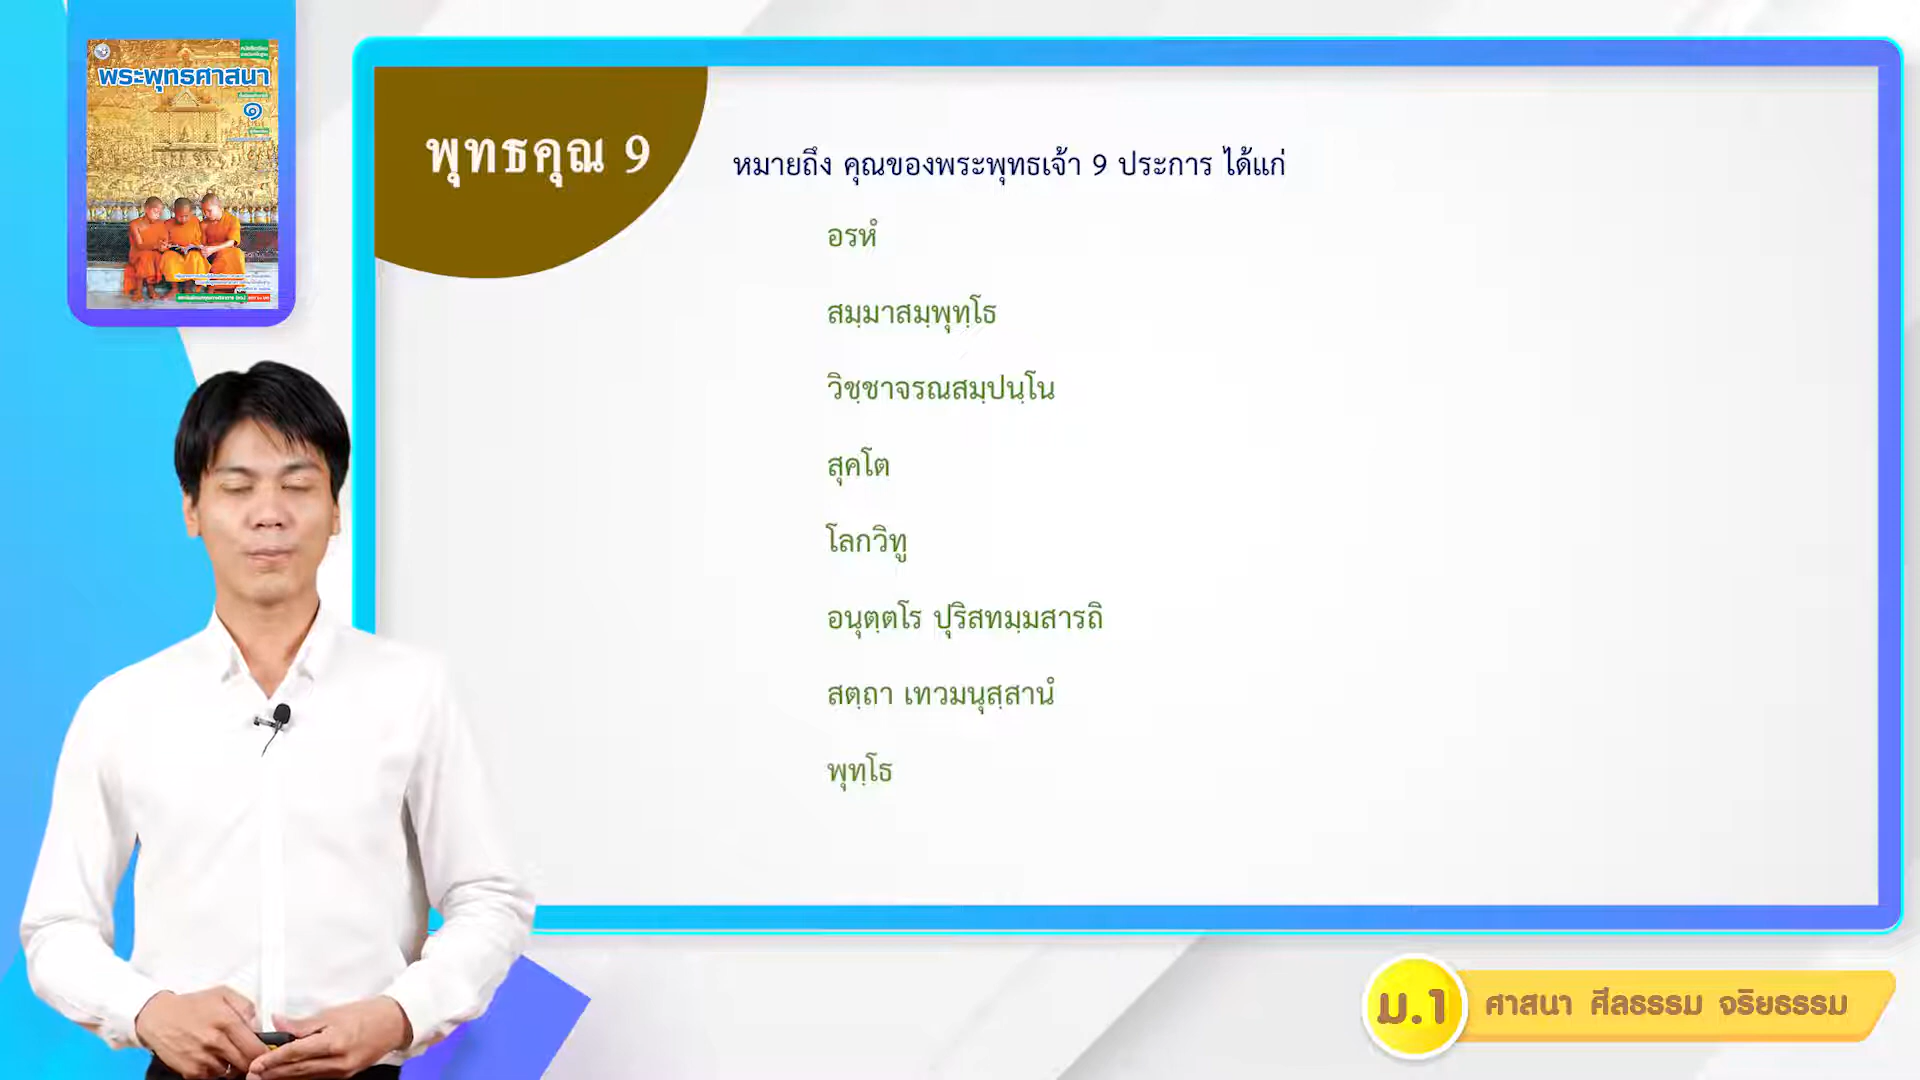 พระพุทธศาสนา
๑
พุทธคุณ 9
หมายถึง คุณของพระพุทธเจ้า 9 ประการ ได้แก่
อรหํ
สมฺมาสมฺพุทฺโธ
วิชฺชาจรณสมฺปนฺโน
สุคโต
โลกวิทู
อนุตฺตโร ปุริสทมฺมสารถิ
สตฺถา เทวมนุสฺสานํ
พุทฺโธ
ม.1 ศาสนา ศีลธรรม จริยธรรม